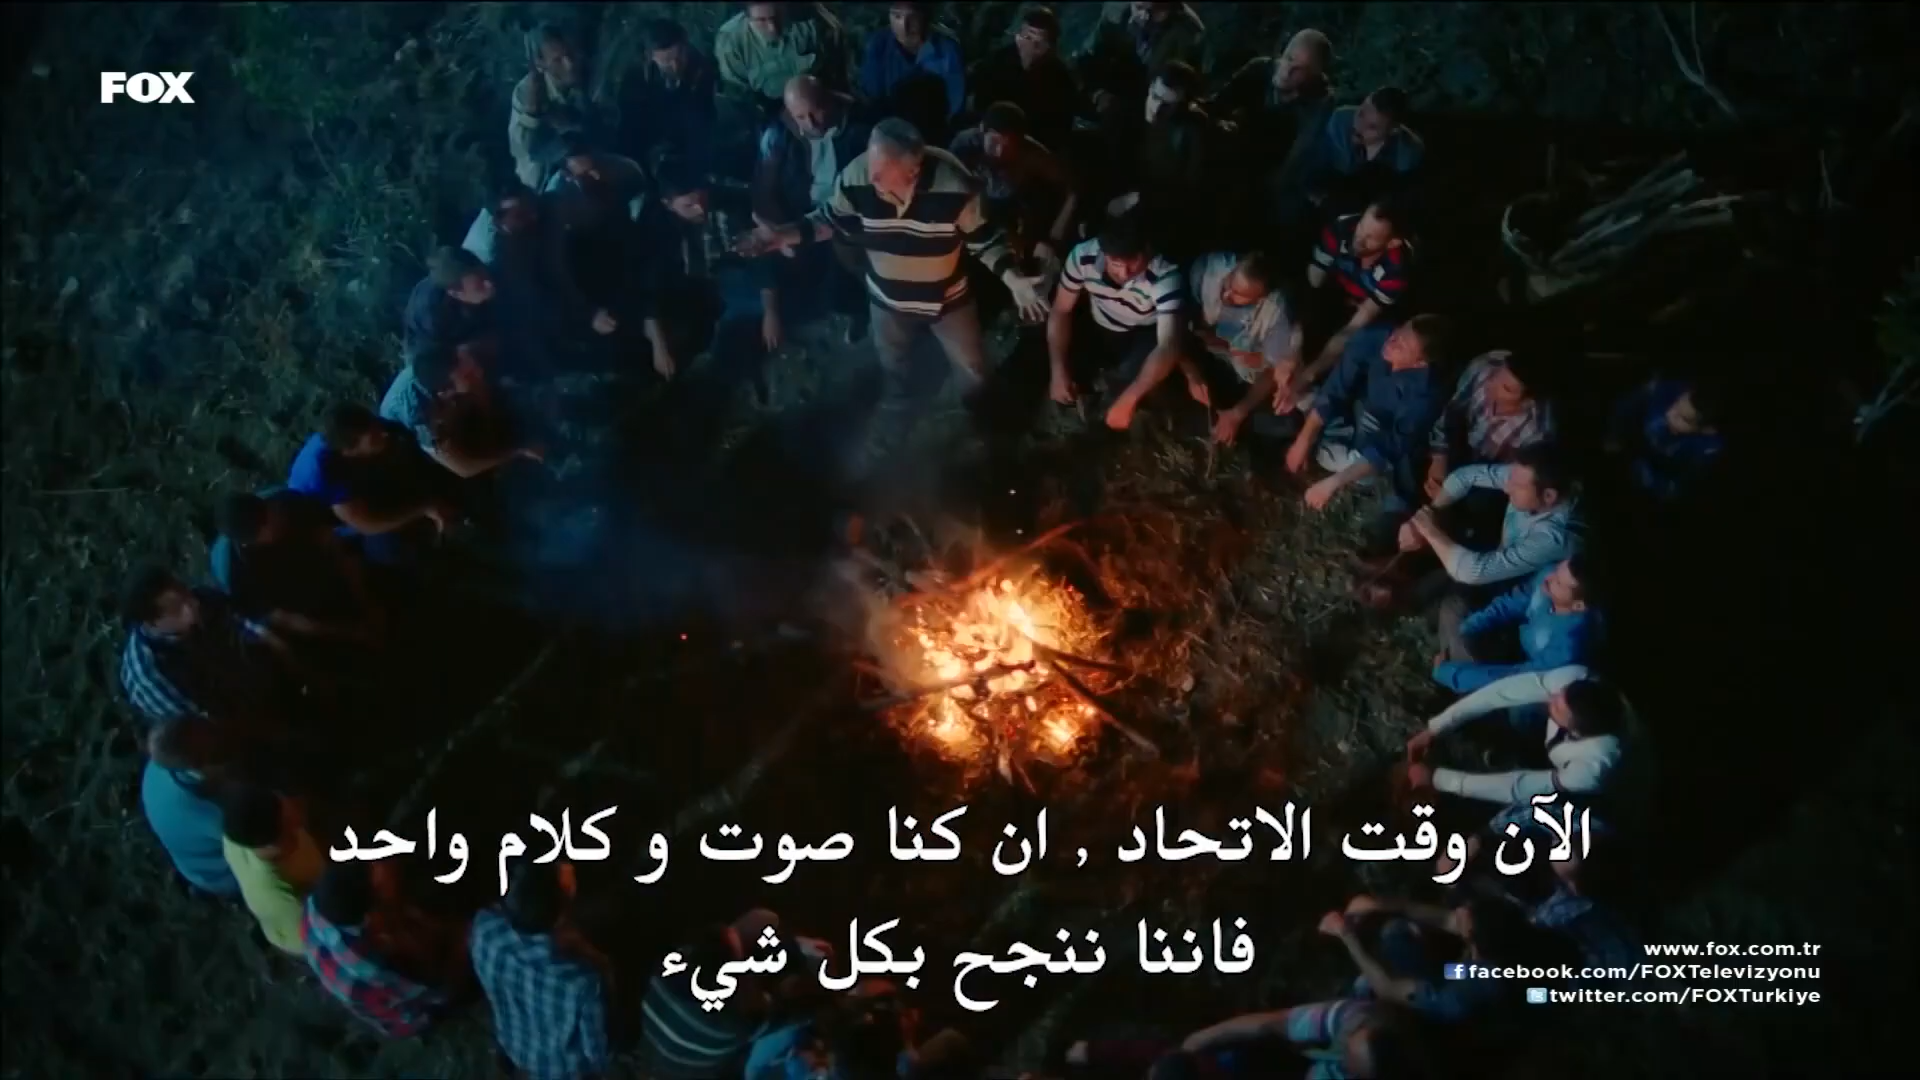 FOX
الآن وقت الاتحاد , ان كنا صوت و كلام واحد
فاننا ننجح بكل شيء
www.fox.com.tr
facebook.com/FOXTelevizyonu
twitter.com/FOXTurkiye